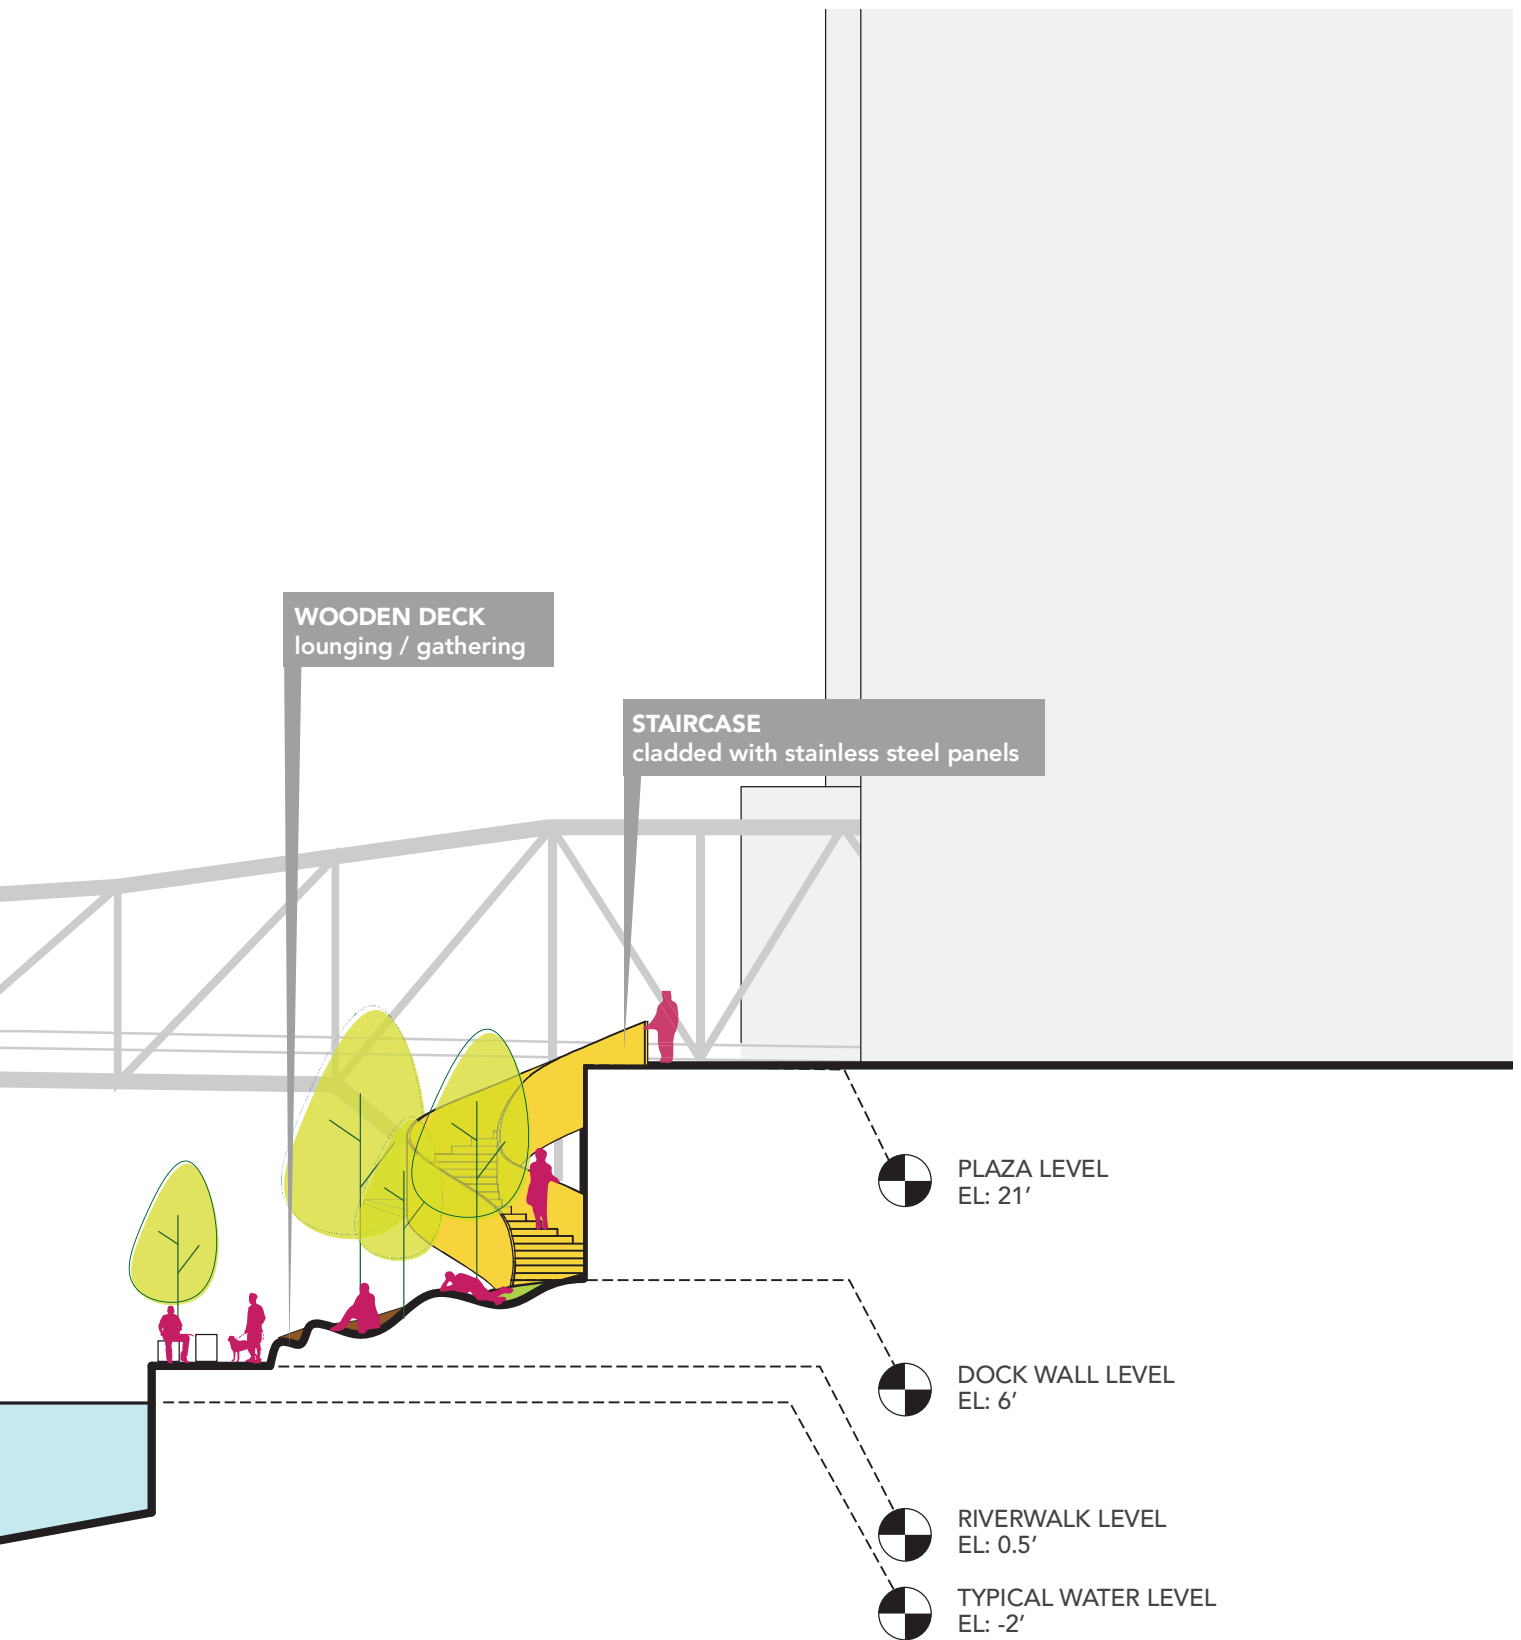 WOODEN DECK
lounging / gathering
STAIRCASE
cladded with stainless steel panels
PLAZA LEVEL
EL: 21’
DOCK WALL LEVEL
EL: 6’
RIVERWALK LEVEL
EL: 0.5’
TYPICAL WATER LEVEL
EL: -2’